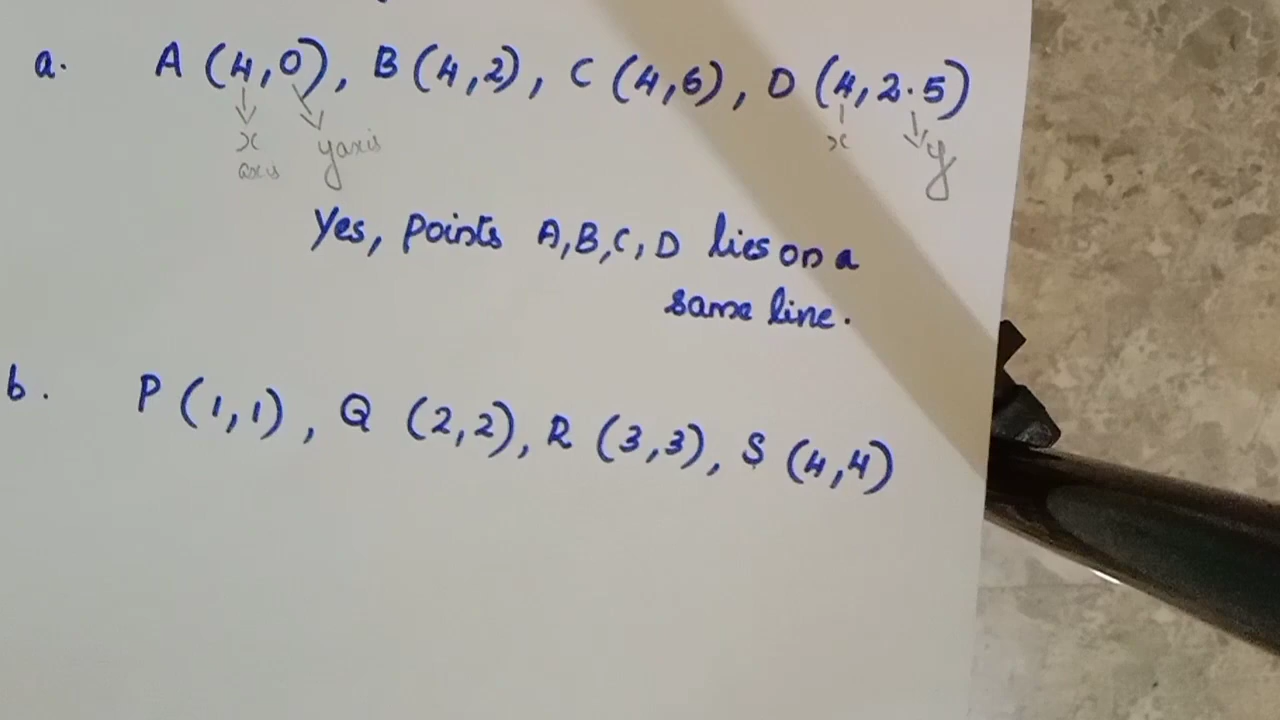 a. A (4,0), B (4,2), C (4,6), D (4,2.5)
x axis y axis x y
Yes, points A,B,C,D lies on a
same line.
b. P (1,1), Q (2,2), R (3,3), S (4,4)